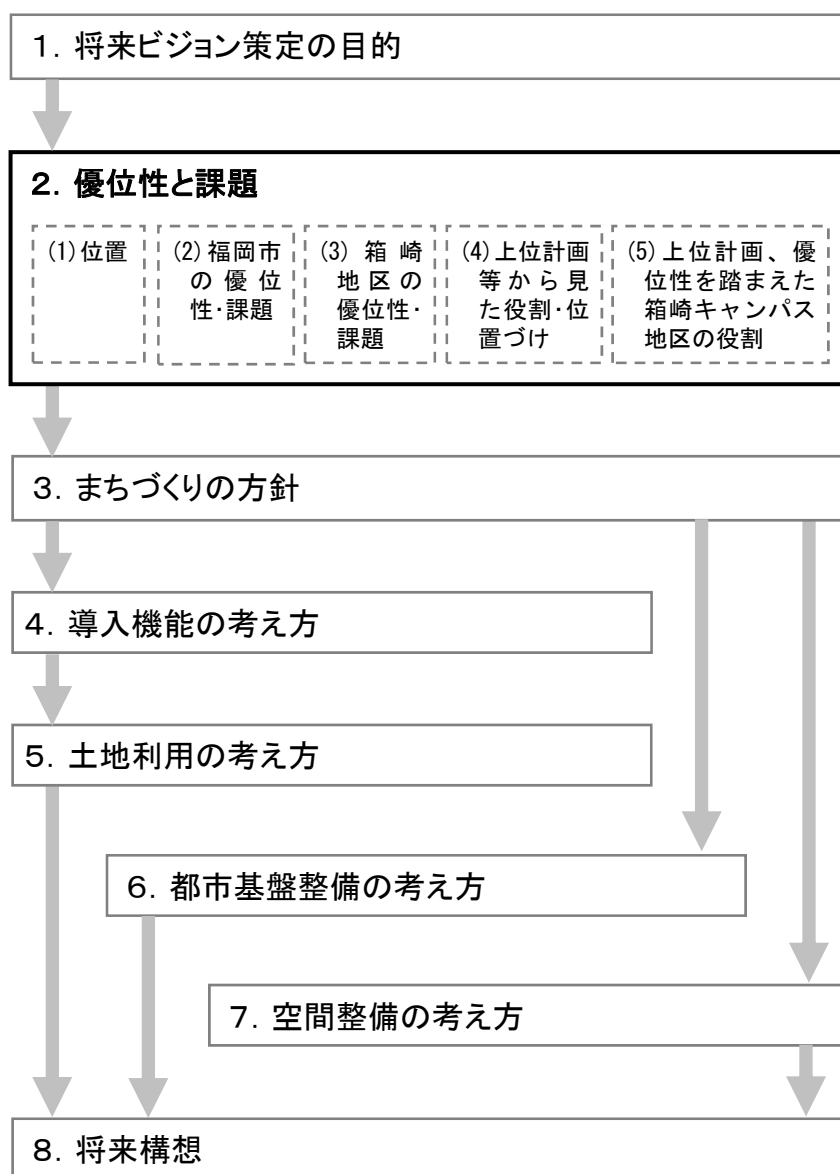 1．将来ビジョン策定の目的
2．優位性と課題
(1)位置
(2)福岡市
の優位
性・課題
(3)箱崎
地区の
優位性・
課題
(4)上位計画
等から見
た役割・位
置づけ
(5)上位計画、優
位性を踏まえた
箱崎キャンパス
地区の役割
3．まちづくりの方針
4．導入機能の考え方
5．土地利用の考え方
6．都市基盤整備の考え方
7．空間整備の考え方
8．将来構想